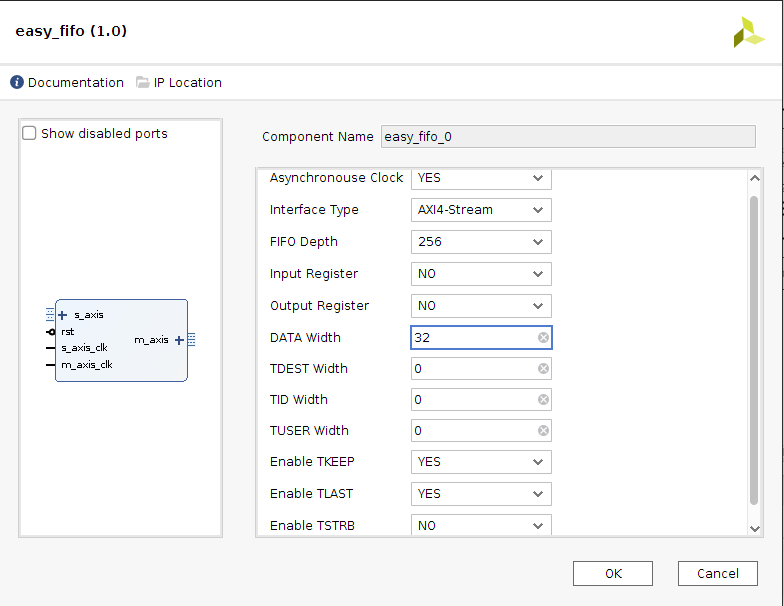 easy_fifo (1.0)
Documentation IP Location
Show disabled ports
s_axis
rst
s_axis_clk
m_axis_clk
m_axis
Component Name easy_fifo_0
Asynchronouse Clock YES
Interface Type AXI4-Stream
FIFO Depth 256
Input Register NO
Output Register NO
DATA Width 32
TDEST Width 0
TID Width 0
TUSER Width 0
Enable TKEEP YES
Enable TLAST YES
Enable TSTRB NO
OK Cancel